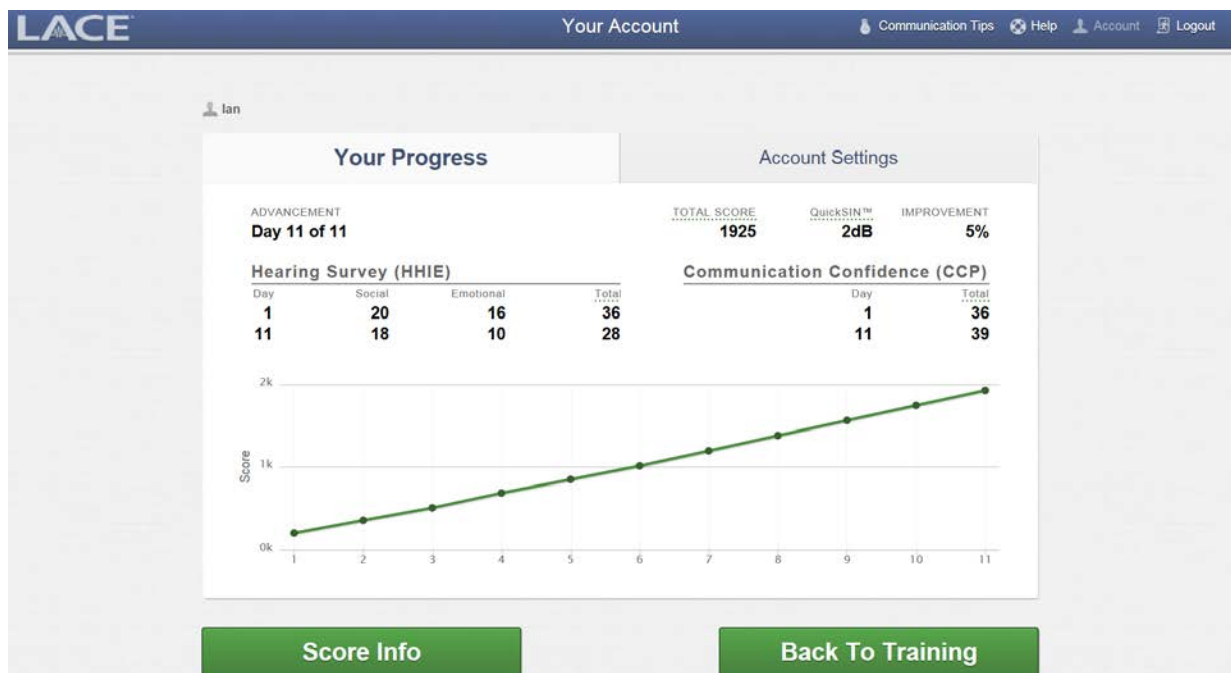 LACE
Your Account
Communication Tips Help Account Logout
Ian
Your Progress
Account Settings
ADVANCEMENT
Day 11 of 11
TOTAL SCORE QuickSIN™ IMPROVEMENT
1925 2dB 5%
Hearing Survey (HHIE)
Day Social Emotional Total
1 20 16 36
11 18 10 28
Communication Confidence (CCP)
Day Total
1 36
11 39
Score
2k
1k
0k
1 2 3 4 5 6 7 8 9 10 11
Score Info
Back To Training